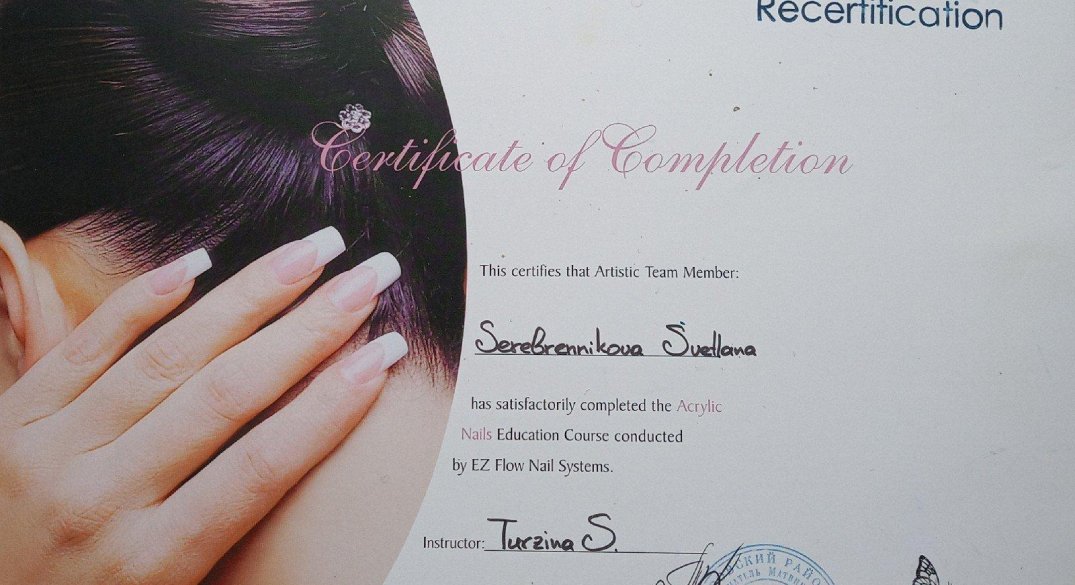 Recertification
Certificate of Completion
This certifies that Artistic Team Member:
Serebrennikova Svetlana
has satisfactorily completed the Acrylic
Nails Education Course conducted
by EZ Flow Nail Systems.
Instructor: Turzina S.